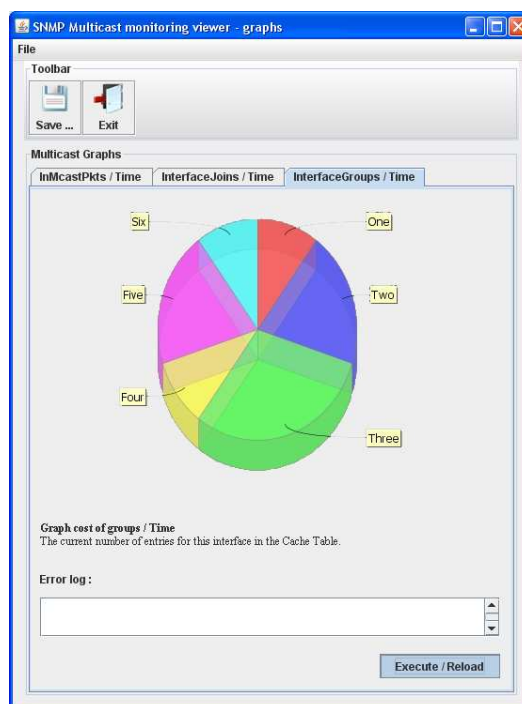 SNMP Multicast monitoring viewer - graphs
File
Toolbar
Save ... Exit
Multicast Graphs
InMcastPkts / Time InterfaceJoins / Time InterfaceGroups / Time
Six One
Five Two
Four
Three
Graph cost of groups / Time
The current number of entries for this interface in the Cache Table.
Error log :
Execute / Reload